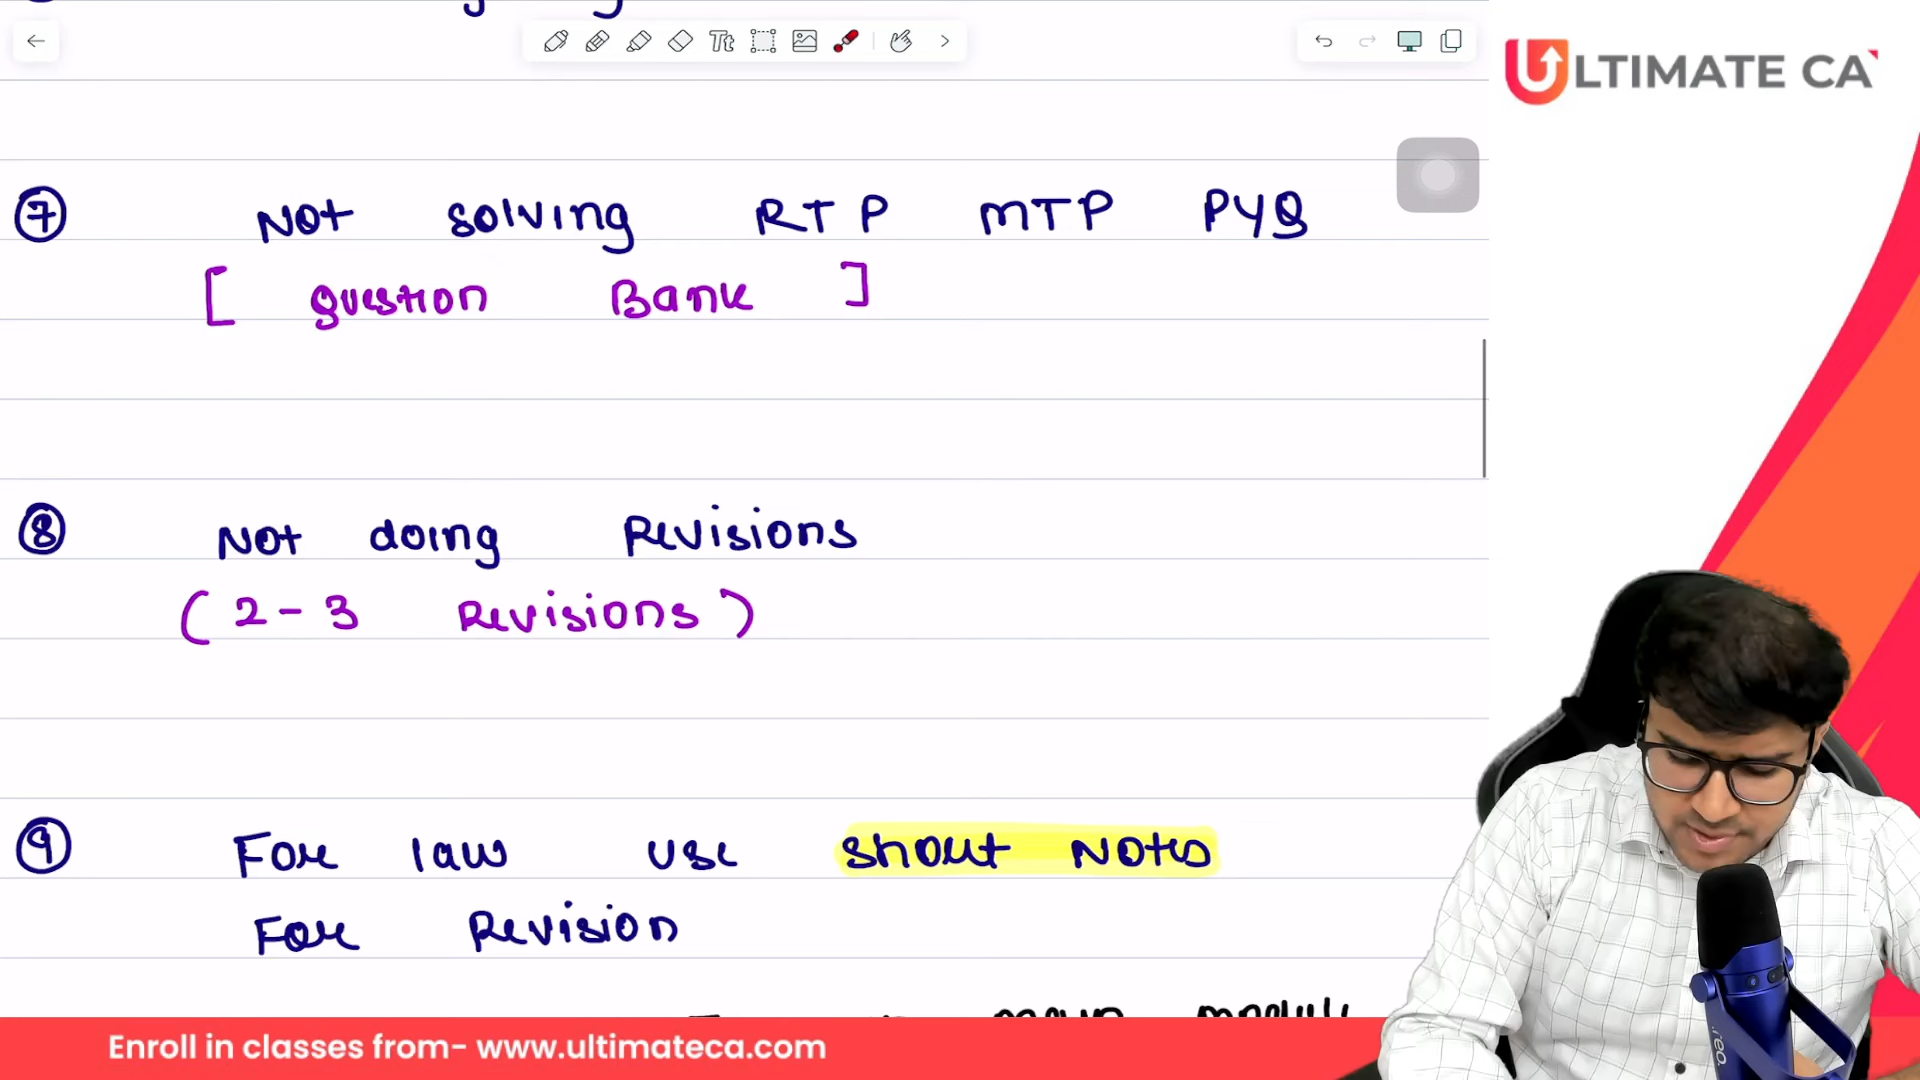 ULTIMATE CA
Tt
7 Not solving RTP MTP PYQ
[ question Bank ]
8 Not doing Revisions
( 2 - 3 Revisions )
9 For law use short Notes
For Revision
Enroll in classes from- www.ultimateca.com